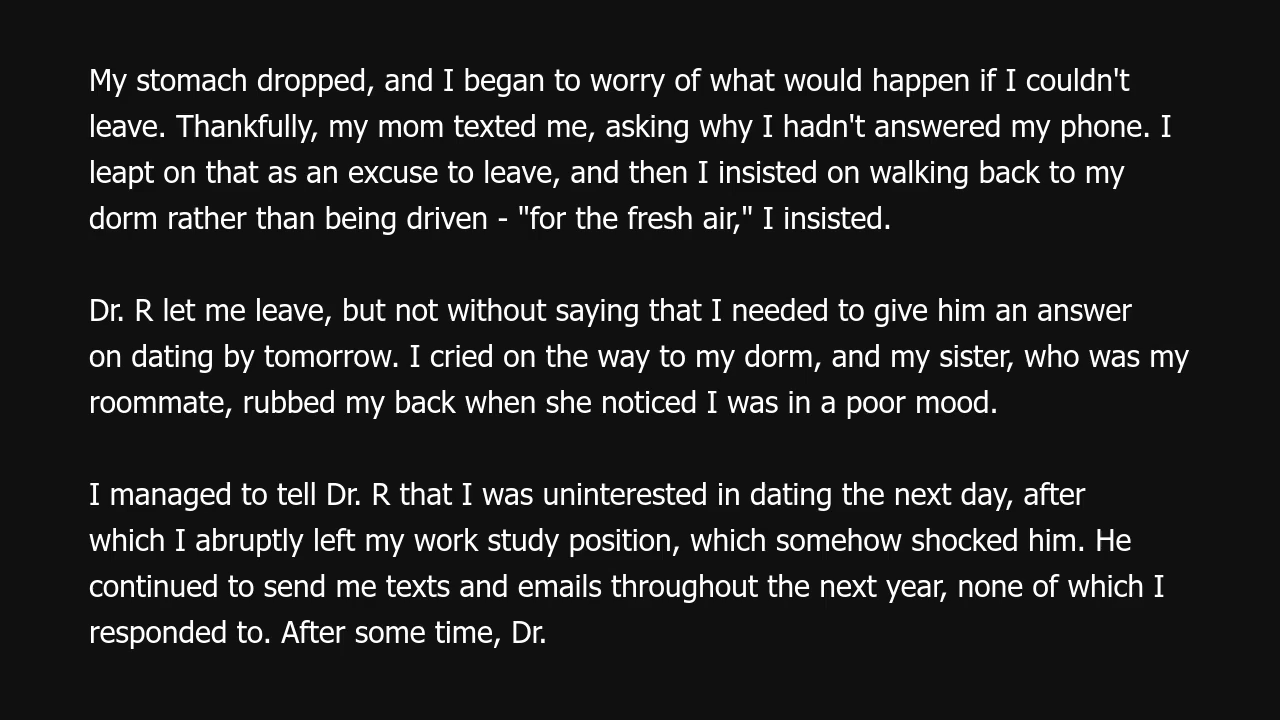 My stomach dropped, and I began to worry of what would happen if I couldn't
leave. Thankfully, my mom texted me, asking why I hadn't answered my phone. I
leapt on that as an excuse to leave, and then I insisted on walking back to my
dorm rather than being driven - "for the fresh air," I insisted.
Dr. R let me leave, but not without saying that I needed to give him an answer
on dating by tomorrow. I cried on the way to my dorm, and my sister, who was my
roommate, rubbed my back when she noticed I was in a poor mood.
I managed to tell Dr. R that I was uninterested in dating the next day, after
which I abruptly left my work study position, which somehow shocked him. He
continued to send me texts and emails throughout the next year, none of which I
responded to. After some time, Dr.